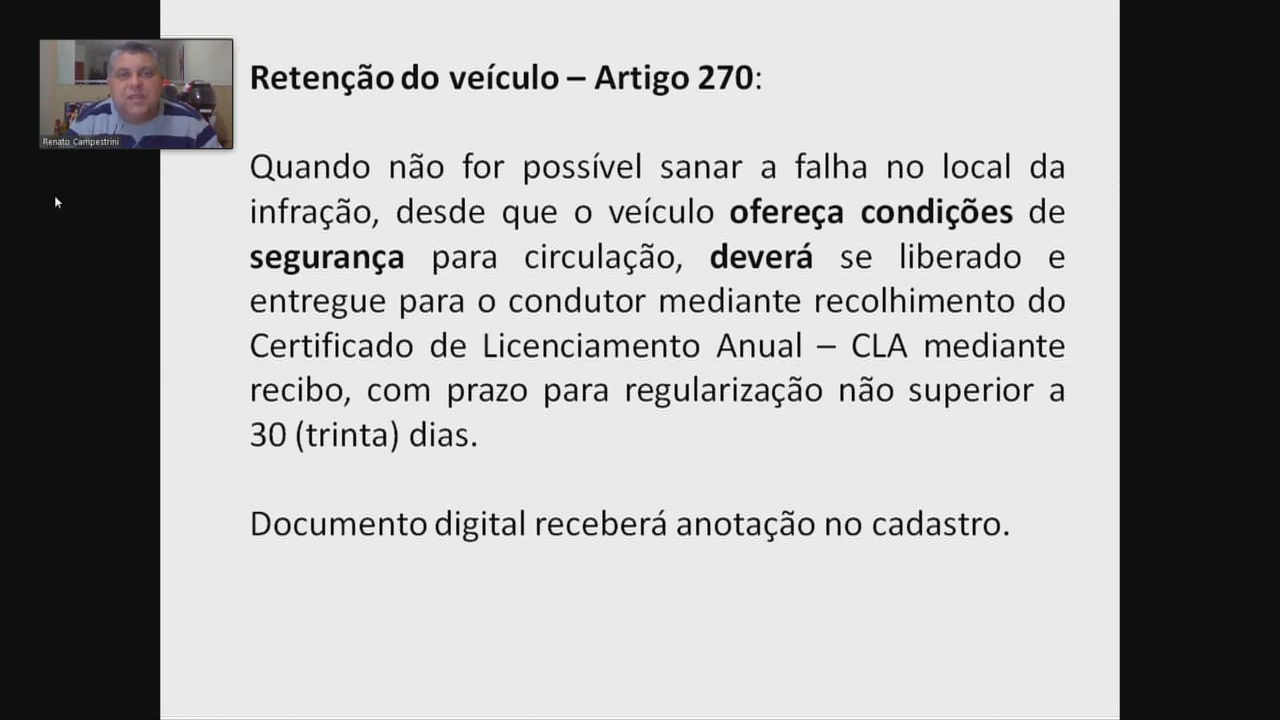 Retenção do veículo – Artigo 270:
Renato Campestrini
Quando não for possível sanar a falha no local da
infração, desde que o veículo ofereça condições de
segurança para circulação, deverá se liberado e
entregue para o condutor mediante recolhimento do
Certificado de Licenciamento Anual – CLA mediante
recibo, com prazo para regularização não superior a
30 (trinta) dias.
Documento digital receberá anotação no cadastro.